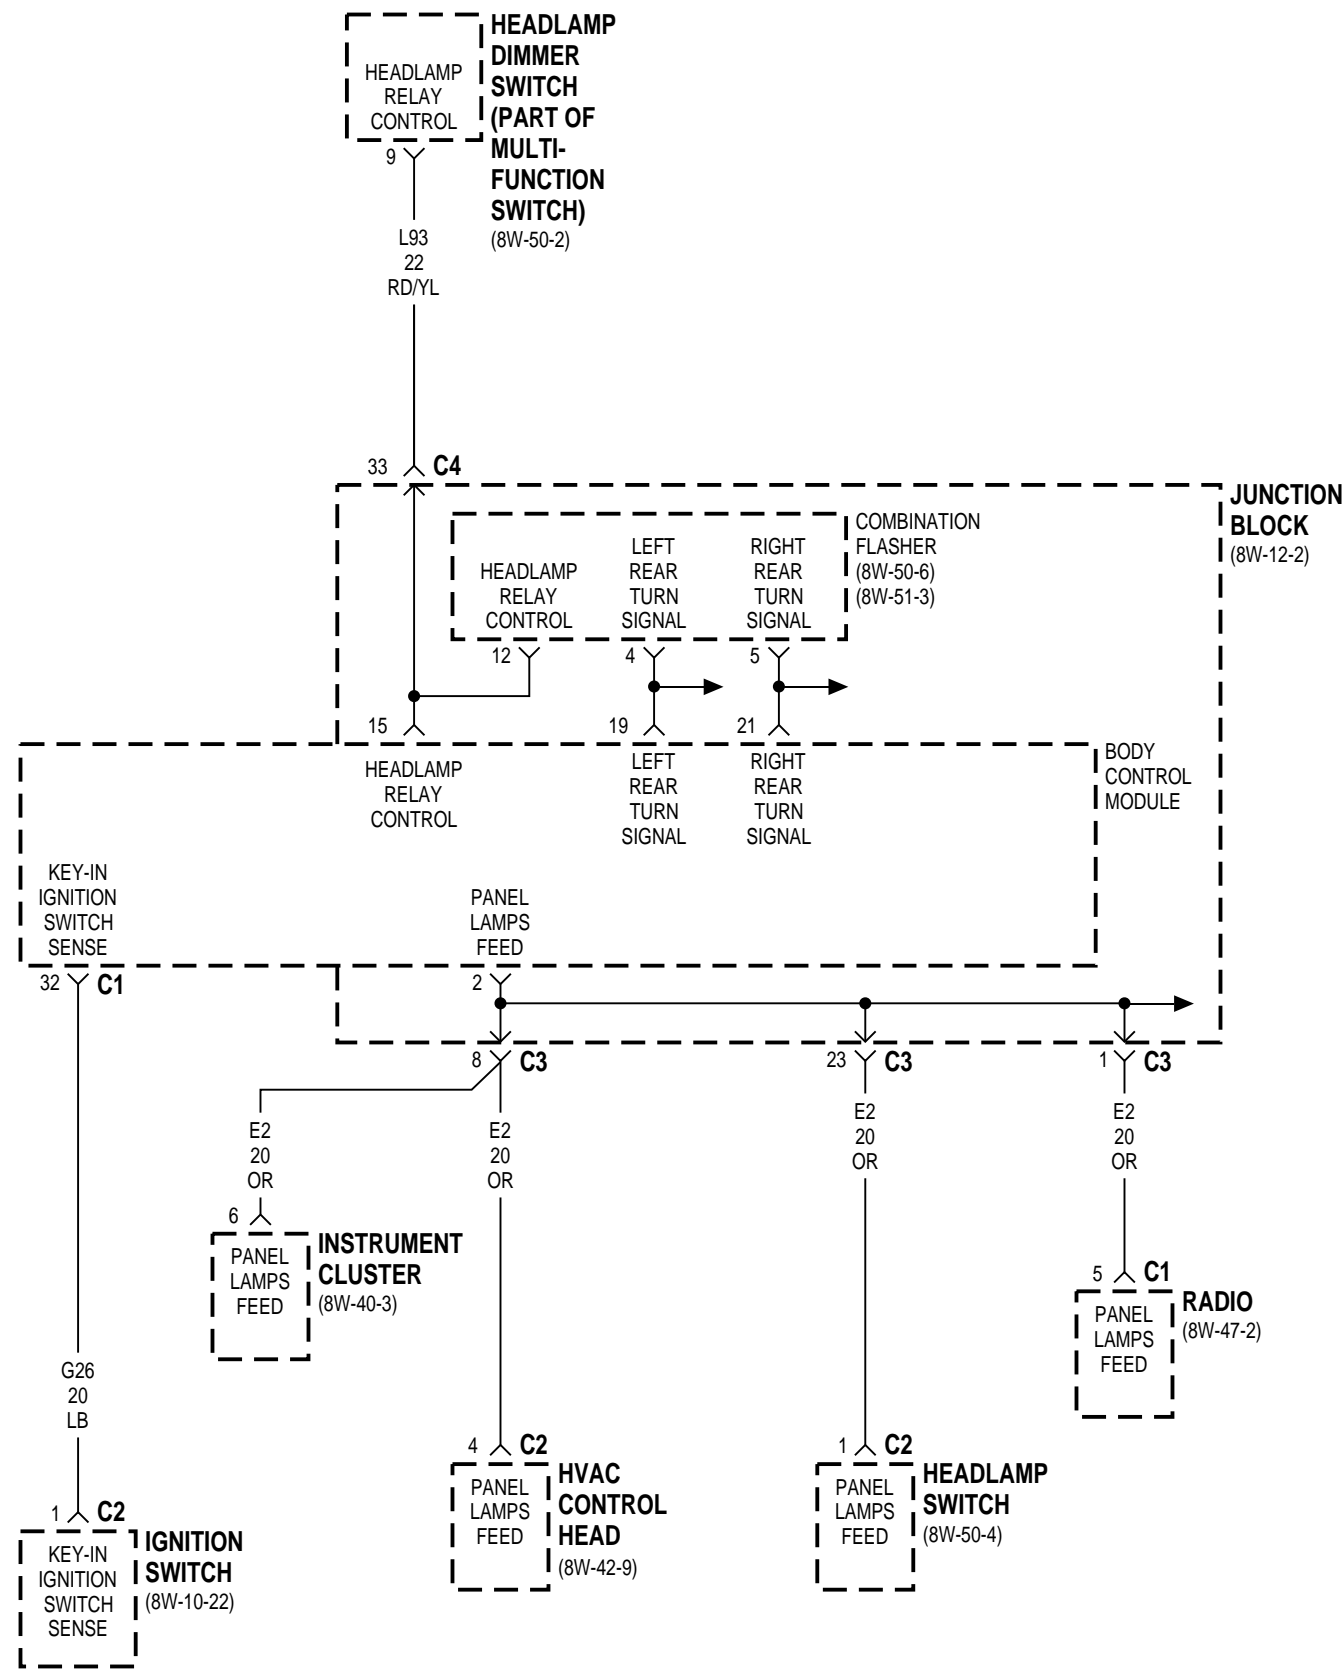 HEADLAMP
RELAY
CONTROL
HEADLAMP
DIMMER
SWITCH
(PART OF
MULTI-
FUNCTION
SWITCH)
(8W-50-2)
9
L93
22
RD/YL
33
C4
JUNCTION
BLOCK
(8W-12-2)
COMBINATION
FLASHER
(8W-50-6)
(8W-51-3)
HEADLAMP
RELAY
CONTROL
LEFT
REAR
TURN
SIGNAL
RIGHT
REAR
TURN
SIGNAL
12
4
5
15
19
21
HEADLAMP
RELAY
CONTROL
LEFT
REAR
TURN
SIGNAL
RIGHT
REAR
TURN
SIGNAL
BODY
CONTROL
MODULE
KEY-IN
IGNITION
SWITCH
SENSE
PANEL
LAMPS
FEED
32
C1
2
8
C3
23
C3
1
C3
E2
20
OR
E2
20
OR
E2
20
OR
E2
20
OR
6
PANEL
LAMPS
FEED
INSTRUMENT
CLUSTER
(8W-40-3)
5
C1
PANEL
LAMPS
FEED
RADIO
(8W-47-2)
G26
20
LB
4
C2
PANEL
LAMPS
FEED
HVAC
CONTROL
HEAD
(8W-42-9)
1
C2
PANEL
LAMPS
FEED
HEADLAMP
SWITCH
(8W-50-4)
1
C2
KEY-IN
IGNITION
SWITCH
SENSE
IGNITION
SWITCH
(8W-10-22)